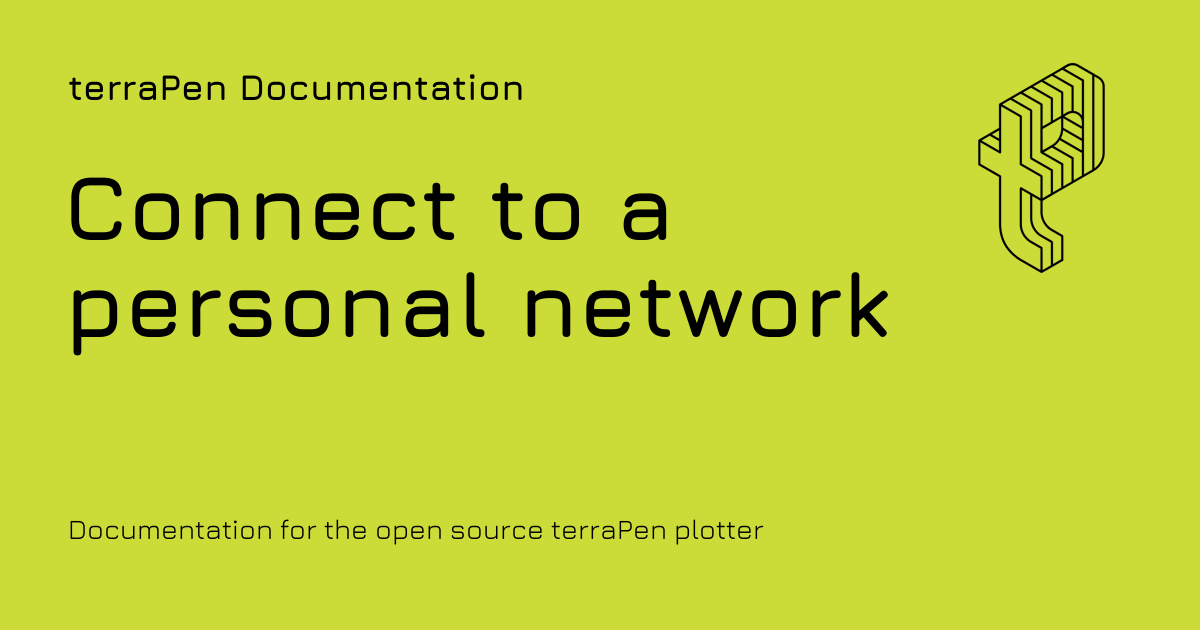 terraPen Documentation
Connect to a
personal network
Documentation for the open source terraPen plotter